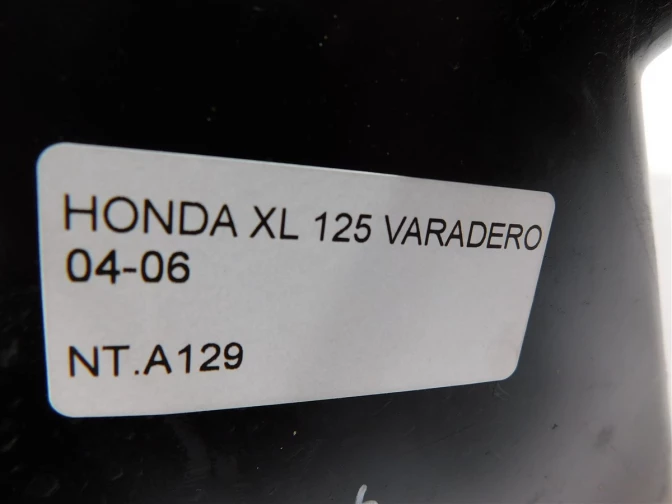 HONDA XL 125 VARADERO
04-06
NT.A129